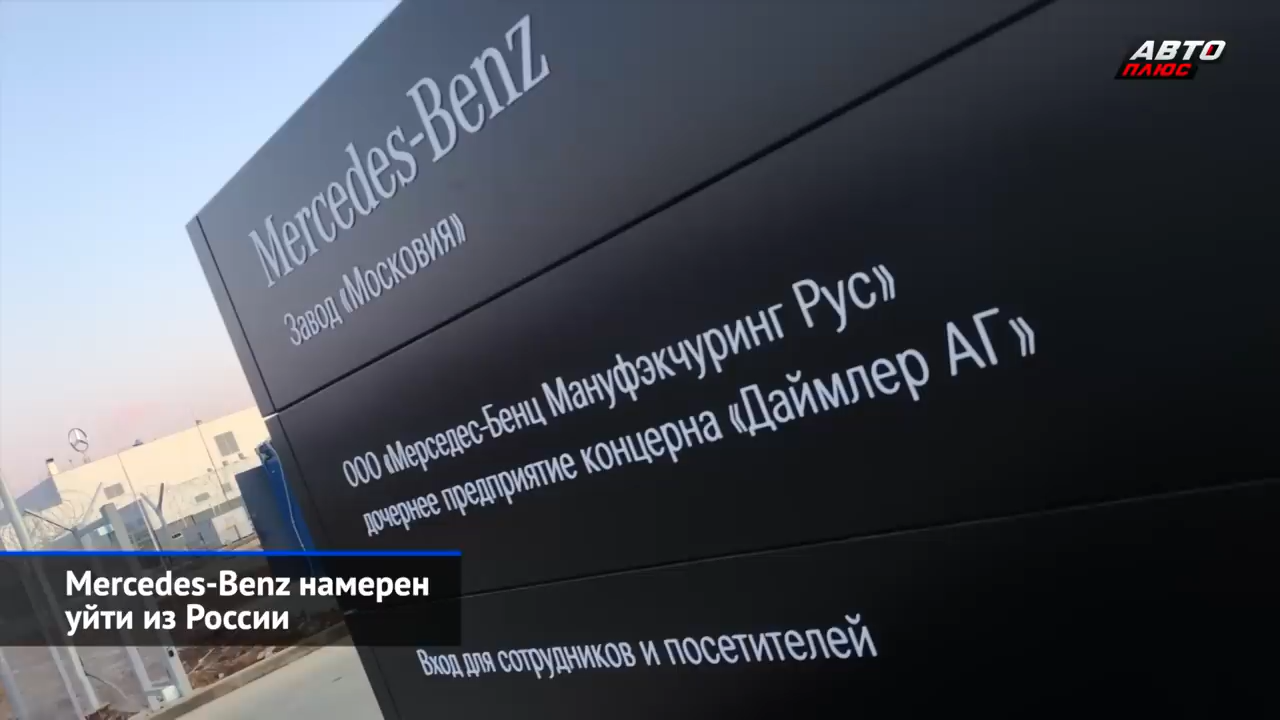 АВТО
ПЛЮС
Mercedes-Benz
Завод «Московия»
ООО «Мерседес-Бенц Мануфэкчуринг Рус»
дочернее предприятие концерна «Даймлер АГ»
Вход для сотрудников и посетителей
Mercedes-Benz намерен
уйти из России